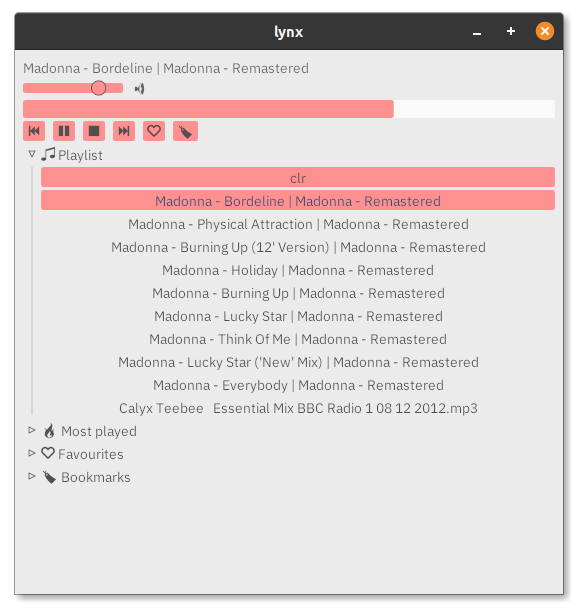 lynx
Madonna - Bordeline | Madonna - Remastered
Playlist
clr
Madonna - Bordeline | Madonna - Remastered
Madonna - Physical Attraction | Madonna - Remastered
Madonna - Burning Up (12' Version) | Madonna - Remastered
Madonna - Holiday | Madonna - Remastered
Madonna - Burning Up | Madonna - Remastered
Madonna - Lucky Star | Madonna - Remastered
Madonna - Think Of Me | Madonna - Remastered
Madonna - Lucky Star ('New' Mix) | Madonna - Remastered
Madonna - Everybody | Madonna - Remastered
Calyx Teebee  Essential Mix BBC Radio 1 08 12 2012.mp3
Most played
Favourites
Bookmarks